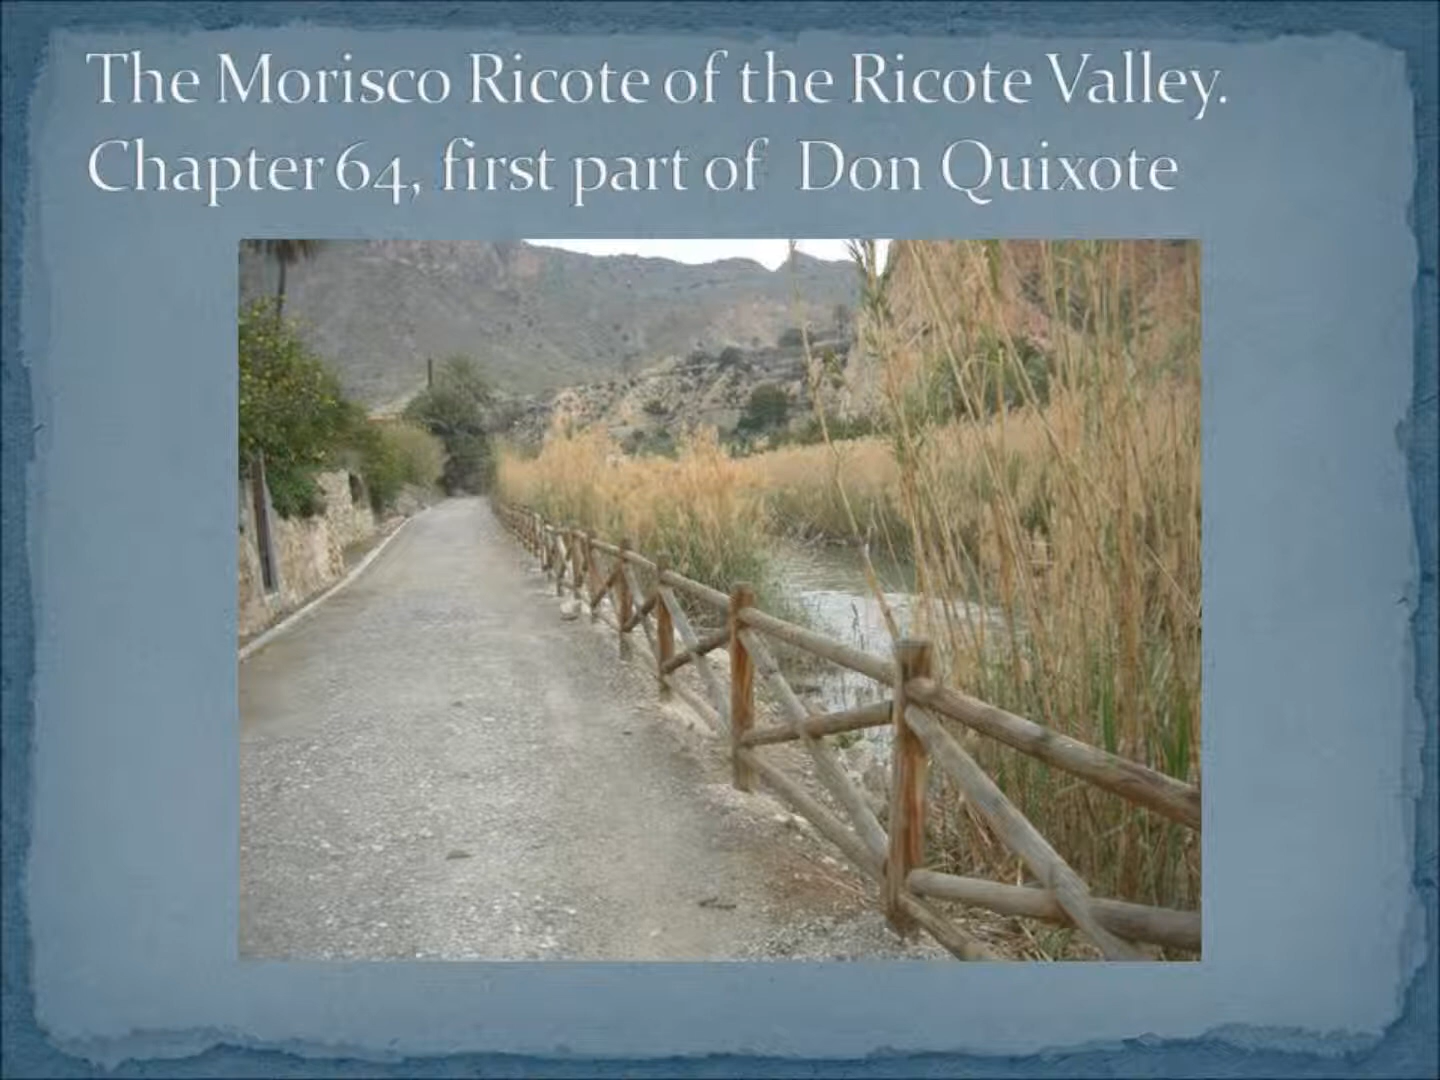 The Morisco Ricote of the Ricote Valley.
Chapter 64, first part of Don Quixote